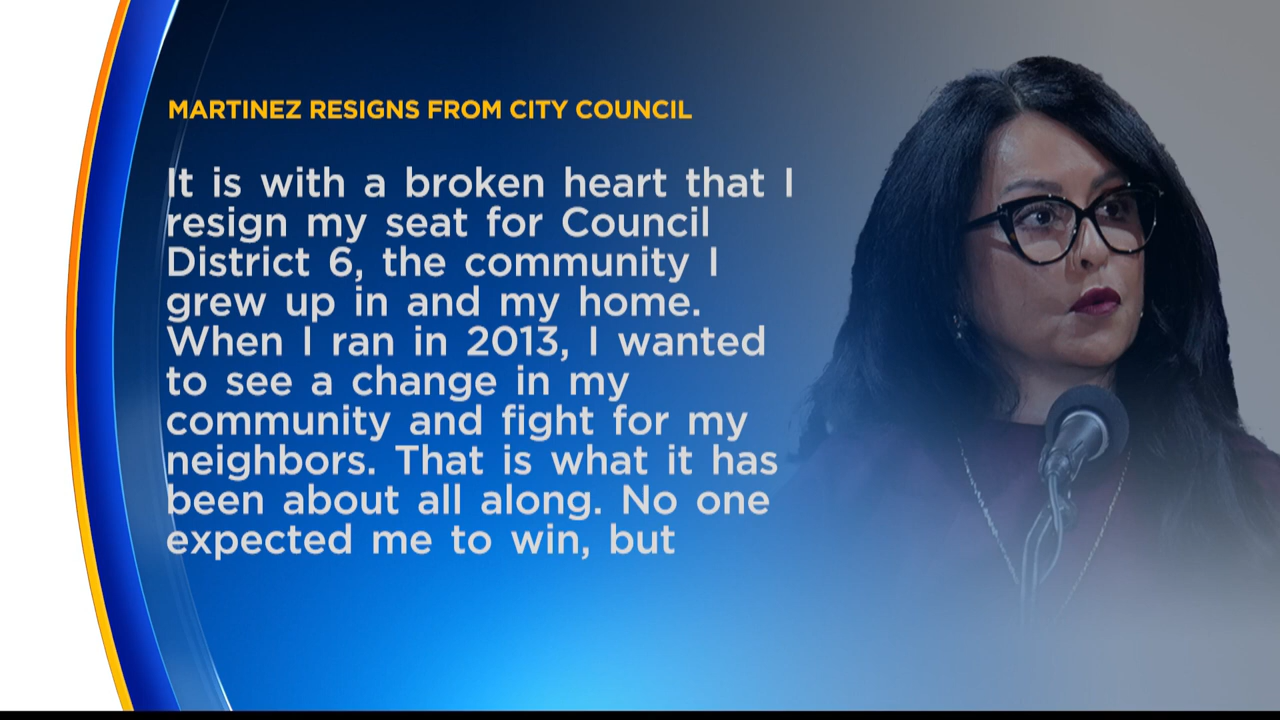 MARTINEZ RESIGNS FROM CITY COUNCIL
It is with a broken heart that I
resign my seat for Council
District 6, the community I
grew up in and my home.
When I ran in 2013, I wanted
to see a change in my
community and fight for my
neighbors. That is what it has
been about all along. No one
expected me to win, but